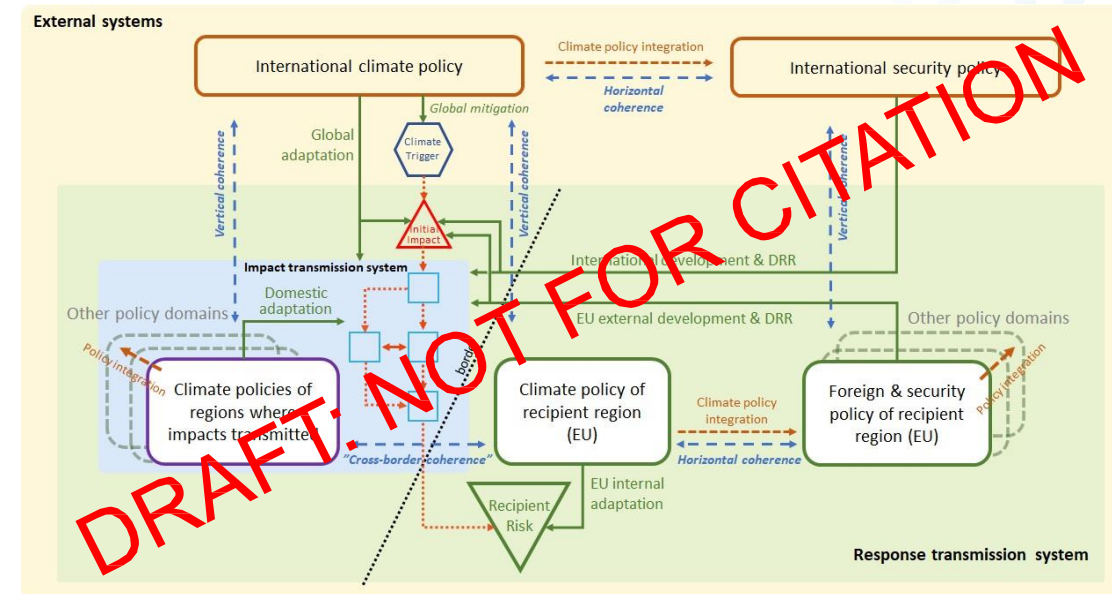 External systems
International climate policy
Climate policy integration
Horizontal
coherence
International security policy
Global mitigation
Global
adaptation
Climate
Trigger
Vertical coherence
Vertical coherence
Vertical coherence
Initial
impact
Impact transmission system
International development & DRR
Domestic
adaptation
EU external development & DRR
Other policy domains
Other policy domains
Policy integration
border
Policy integration
Climate policies of
regions where
impacts transmitted
Climate policy of
recipient region
(EU)
Climate policy
integration
Foreign & security
policy of recipient
region (EU)
"Cross-border coherence"
Horizontal coherence
EU internal
adaptation
Recipient
Risk
Response transmission system
DRAFT: NOT FOR CITATION